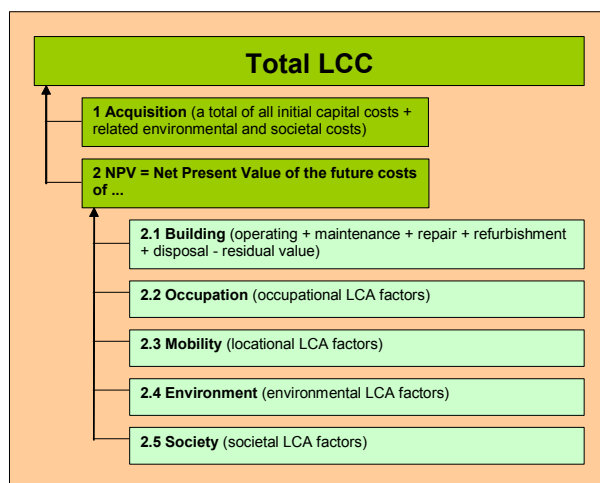 Total LCC
1 Acquisition (a total of all initial capital costs +
related environmental and societal costs)
2 NPV = Net Present Value of the future costs
of ...
2.1 Building (operating + maintenance + repair + refurbishment
+ disposal - residual value)
2.2 Occupation (occupational LCA factors)
2.3 Mobility (locational LCA factors)
2.4 Environment (environmental LCA factors)
2.5 Society (societal LCA factors)